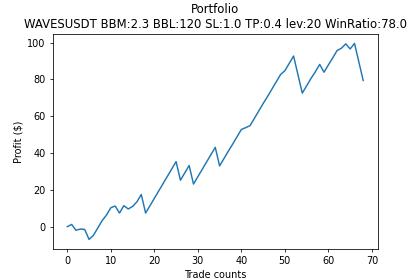 Portfolio
WAVESUSDT BBM:2.3 BBL:120 SL:1.0 TP:0.4 lev:20 WinRatio:78.0
100
80
60
40
20
0
Profit ($)
0 10 20 30 40 50 60 70
Trade counts